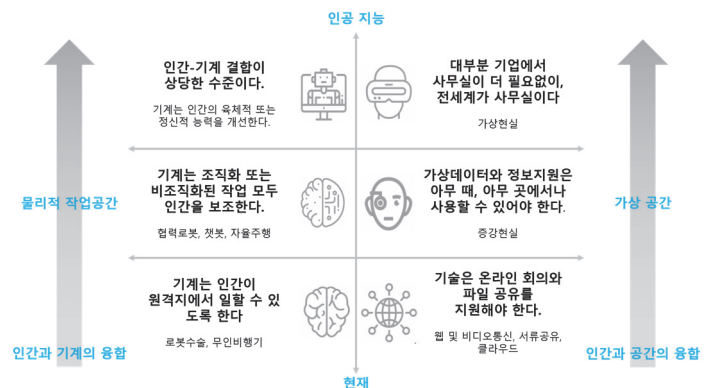 인공 지능
인간-기계 결합이
상당한 수준이다.
기계는 인간의 육체적 또는
정신적 능력을 개선한다.
대부분 기업에서
사무실이 더 필요없이,
전세계가 사무실이다
가상현실
물리적 작업공간
기계는 조직화 또는
비조직화된 작업 모두
인간을 보조한다.
협력로봇, 챗봇, 자율주행
가상데이터와 정보지원은
아무 때, 아무 곳에서나
사용할 수 있어야 한다.
증강현실
가상 공간
기계는 인간이
원격지에서 일할 수 있
도록 한다
로봇수술, 무인비행기
기술은 온라인 회의와
파일 공유를
지원해야 한다.
웹 및 비디오통신, 서류공유,
클라우드
인간과 기계의 융합
인간과 공간의 융합
현재